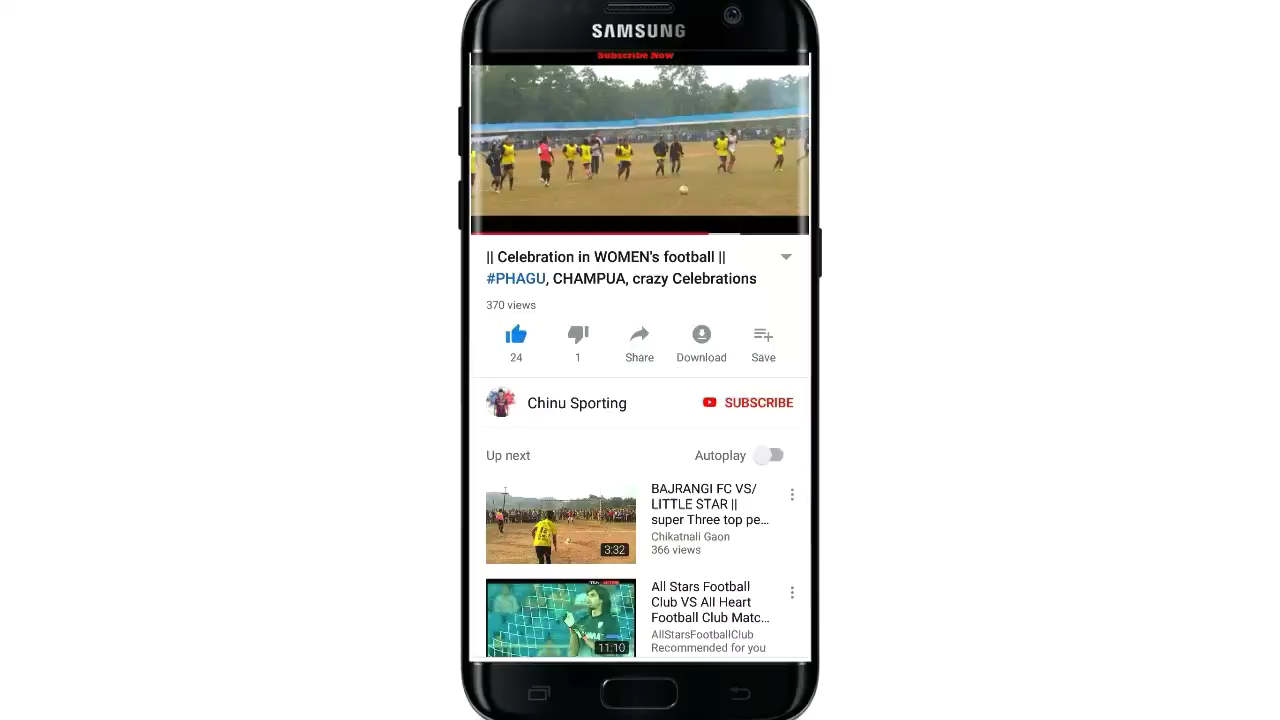 SAMSUNG
Subscribe Now
|| Celebration in WOMEN's football ||
#PHAGU, CHAMPUA, crazy Celebrations
370 views
24
1
Share
Download
Save
Chinu Sporting
SUBSCRIBE
Up next
Autoplay
BAJRANGI FC VS/
LITTLE STAR ||
super Three top pe...
Chikatnali Gaon
366 views
3:32
All Stars Football
Club VS All Heart
Football Club Matc...
AllStarsFootballClub
Recommended for you
11:10